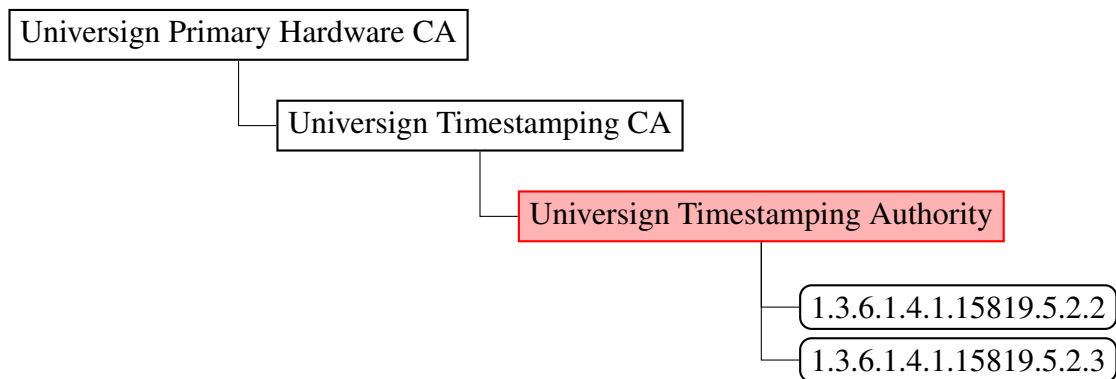 Universign Primary Hardware CA
Universign Timestamping CA
Universign Timestamping Authority
1.3.6.1.4.1.15819.5.2.2
1.3.6.1.4.1.15819.5.2.3